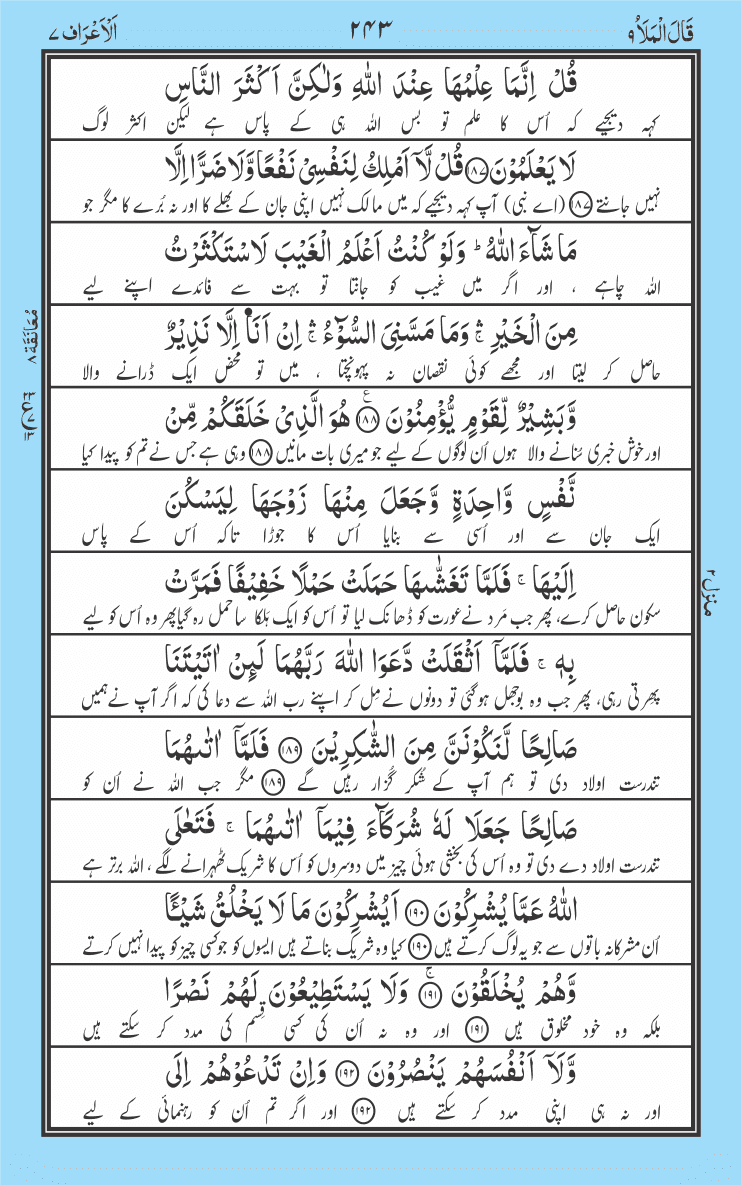 قَالَ الْمَلَاُ ۹
۲۴۳
اَلْاَعْرَاف ۷
قُلْ اِنَّمَا عِلْمُهَا عِنْدَ اللّٰهِ وَلٰكِنَّ اَكْثَرَ النَّاسِ
کہہ دیجیے کہ اُس کا علم تو بس اللہ ہی کے پاس ہے لیکن اکثر لوگ
لَا يَعْلَمُوْنَ ﴿۱۸۷﴾ قُلْ لَّآ اَمْلِكُ لِنَفْسِيْ نَفْعًا وَّلَا ضَرًّا اِلَّا
نہیں جانتے ﴿۱۸۷﴾ (اے نبی) آپ کہہ دیجیے کہ میں مالک نہیں اپنی جان کے بھلے کا اور نہ بُرے کا مگر جو
مَا شَآءَ اللّٰهُ ؕ وَلَوْ كُنْتُ اَعْلَمُ الْغَيْبَ لَاسْتَكْثَرْتُ
اللہ چاہے ، اور اگر میں غیب کو جانتا تو بہت سے فائدے اپنے لیے
مِنَ الْخَيْرِ ۛۚ وَمَا مَسَّنِيَ السُّوْٓءُ ۛۚ اِنْ اَنَا اِلَّا نَذِيْرٌ
حاصل کر لیتا اور مجھے کوئی نقصان نہ پہونچتا ، میں تو محض ایک ڈرانے والا
وَّبَشِيْرٌ لِّقَوْمٍ يُّؤْمِنُوْنَ ﴿۱۸۸﴾ۧ هُوَ الَّذِيْ خَلَقَكُمْ مِّنْ
اور خوش خبری سُنانے والا ہوں اُن لوگوں کے لیے جو میری بات مانیں ﴿۱۸۸﴾ وہی ہے جس نے تم کو پیدا کیا
نَّفْسٍ وَّاحِدَةٍ وَّجَعَلَ مِنْهَا زَوْجَهَا لِيَسْكُنَ
ایک جان سے اور اُسی سے بنایا اُس کا جوڑا تاکہ اُس کے پاس
اِلَيْهَا ۚ فَلَمَّا تَغَشّٰىهَا حَمَلَتْ حَمْلًا خَفِيْفًا فَمَرَّتْ
سکون حاصل کرے، پھر جب مَرد نے عورت کو ڈھانک لیا تو اُس کو ایک ہلکا سا حمل رہ گیا پھر وہ اُس کو لیے
بِهٖ ۚ فَلَمَّآ اَثْقَلَتْ دَّعَوَا اللّٰهَ رَبَّهُمَا لَىِٕنْ اٰتَيْتَنَا
پھرتی رہی، پھر جب وہ بوجھل ہوگئی تو دونوں نے مِل کر اپنے رب اللہ سے دعا کی کہ اگر آپ نے ہمیں
صَالِحًا لَّنَكُوْنَنَّ مِنَ الشّٰكِرِيْنَ ﴿۱۸۹﴾ فَلَمَّآ اٰتٰىهُمَا
تندرست اولاد دی تو ہم آپ کے شُکر گُزار رہیں گے ﴿۱۸۹﴾ مگر جب اللہ نے اُن کو
صَالِحًا جَعَلَا لَهٗ شُرَكَآءَ فِيْمَآ اٰتٰىهُمَا ۚ فَتَعٰلَى
تندرست اولاد دے دی تو وہ اُس کی بخشی ہوئی چیز میں دوسروں کو اُس کا شریک ٹھہرانے لگے ، اللہ برتر ہے
اللّٰهُ عَمَّا يُشْرِكُوْنَ ﴿۱۹۰﴾ اَيُشْرِكُوْنَ مَا لَا يَخْلُقُ شَيْـًٔا
اُن مشرکانہ باتوں سے جو یہ لوگ کرتے ہیں ﴿۱۹۰﴾ کیا وہ شریک بناتے ہیں ایسوں کو جو کسی چیز کو پیدا نہیں کرتے
وَّهُمْ يُخْلَقُوْنَ ﴿۱۹۱﴾ۚ وَلَا يَسْتَطِيْعُوْنَ لَهُمْ نَصْرًا
بلکہ وہ خود مخلوق ہیں ﴿۱۹۱﴾ اور وہ نہ اُن کی کسی قِسم کی مدد کر سکتے ہیں
وَّلَآ اَنْفُسَهُمْ يَنْصُرُوْنَ ﴿۱۹۲﴾ وَاِنْ تَدْعُوْهُمْ اِلَى
اور نہ ہی اپنی مدد کر سکتے ہیں ﴿۱۹۲﴾ اور اگر تم اُن کو رہنمائی کے لیے
مُعَانَقَة ۷
منزل ۲